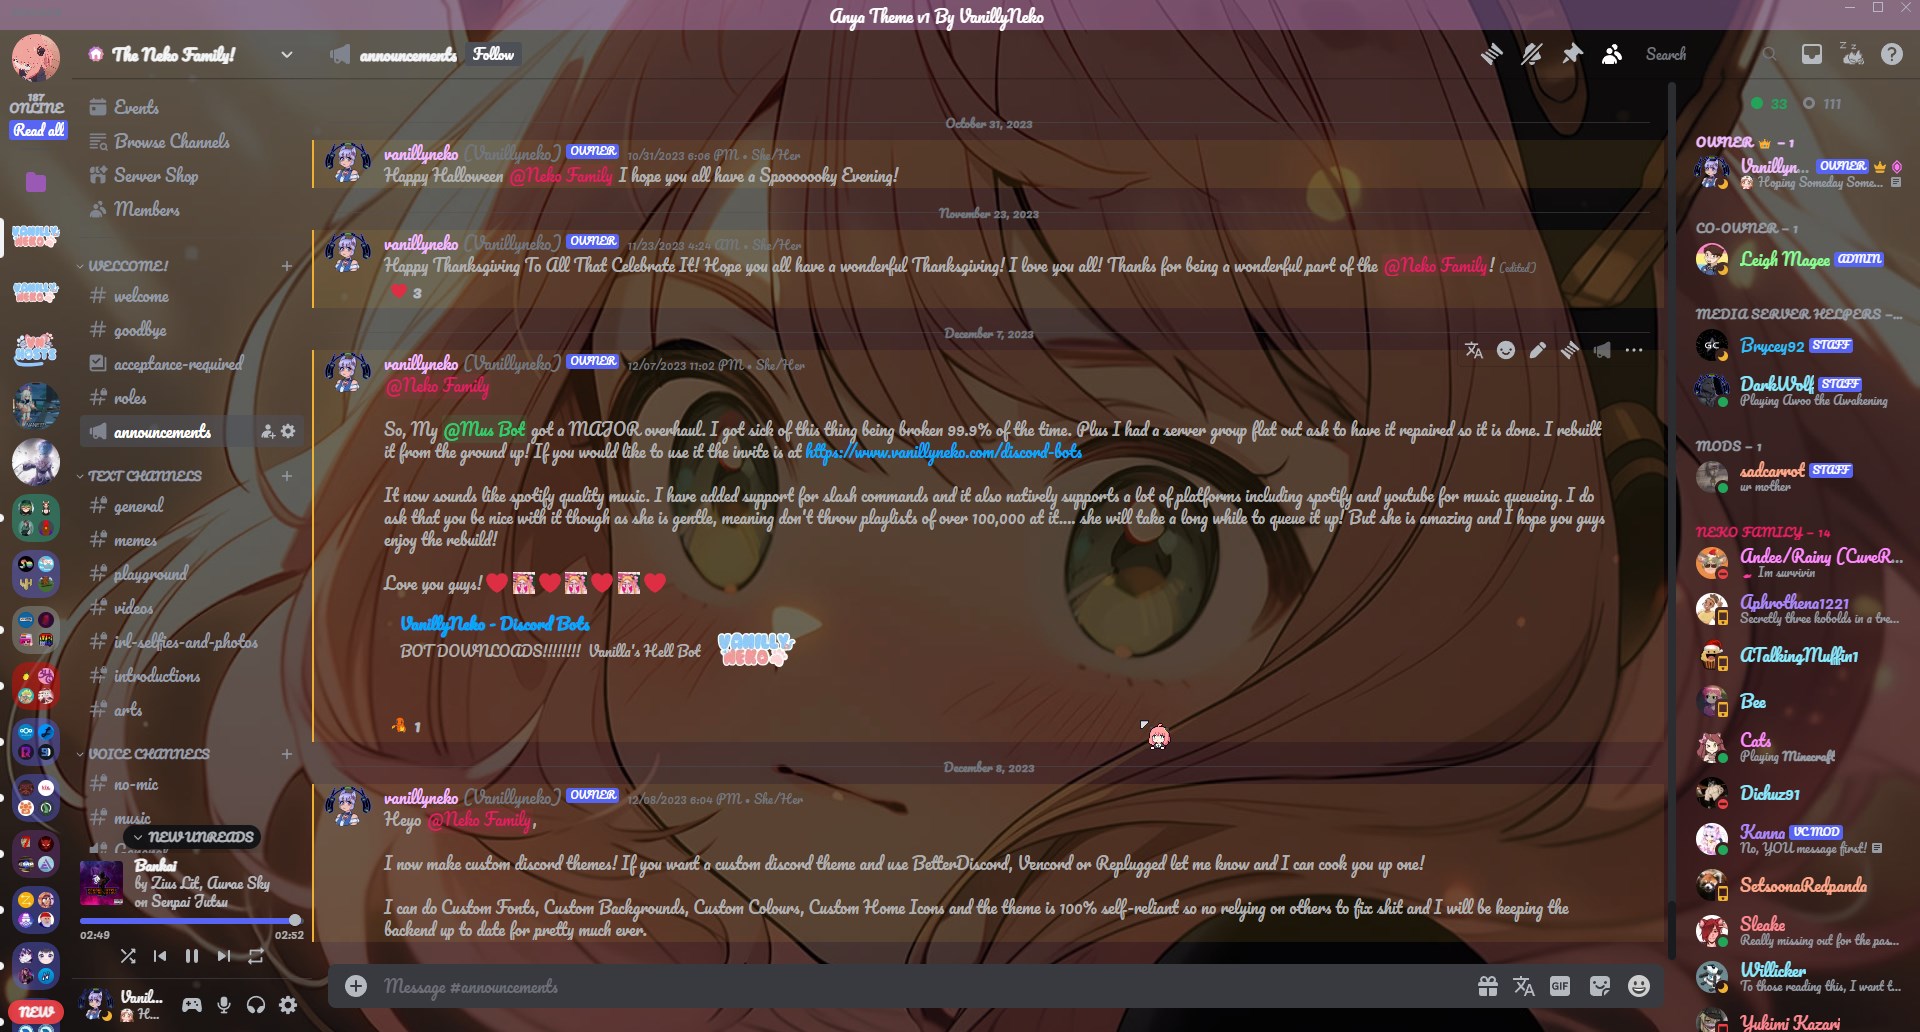 Anya Theme v1 By VanillyNeko
The Neko Family!
announcements
Follow
Search
187
ONLINE
Read all
Events
Browse Channels
Server Shop
Members
WELCOME!
welcome
goodbye
acceptance-required
roles
announcements
TEXT CHANNELS
general
memes
playground
videos
irl-selfies-and-photos
introductions
arts
VOICE CHANNELS
no-mic
music
NEW UNREADS
Bankai
by Zius Lit, Aurae Sky
on Senpai Jutsu
02:49
02:52
Vanil...
H...
NEW
VANILLY NEKO
VANILLY NEKO
VN HOSTS
October 31, 2023
vanillyneko (Vanillyneko) OWNER 10/31/2023 6:06 PM • She/Her
Happy Halloween @Neko Family I hope you all have a Spooooooky Evening!
November 23, 2023
vanillyneko (Vanillyneko) OWNER 11/23/2023 4:24 AM • She/Her
Happy Thanksgiving To All That Celebrate It! Hope you all have a wonderful Thanksgiving! I love you all! Thanks for being a wonderful part of the @Neko Family! (edited)
3
December 7, 2023
vanillyneko (Vanillyneko) OWNER 12/07/2023 11:02 PM • She/Her
@Neko Family
So, My @Mus Bot got a MAJOR overhaul. I got sick of this thing being broken 99.9% of the time. Plus I had a server group flat out ask to have it repaired so it is done. I rebuilt
it from the ground up! If you would like to use it the invite is at https://www.vanillyneko.com/discord-bots
It now sounds like spotify quality music. I have added support for slash commands and it also natively supports a lot of platforms including spotify and youtube for music queueing. I do
ask that you be nice with it though as she is gentle, meaning don't throw playlists of over 100,000 at it.... she will take a long while to queue it up! But she is amazing and I hope you guys
enjoy the rebuild!
Love you guys!
VanillyNeko - Discord Bots
BOT DOWNLOADS!!!!!!!! Vanilla's Hell Bot
VANILLY NEKO
1
December 8, 2023
vanillyneko (Vanillyneko) OWNER 12/08/2023 6:04 PM • She/Her
Heyo @Neko Family,
I now make custom discord themes! If you want a custom discord theme and use BetterDiscord, Vencord or Replugged let me know and I can cook you up one!
I can do Custom Fonts, Custom Backgrounds, Custom Colours, Custom Home Icons and the theme is 100% self-reliant so no relying on others to fix shit and I will be keeping the
backend up to date for pretty much ever.
Message #announcements
GIF
33
111
OWNER – 1
Vanillyn... OWNER
Hoping Someday Some...
CO-OWNER – 1
Leigh Magee ADMIN
MEDIA SERVER HELPERS –...
Brycey92 STAFF
DarkWolf STAFF
Playing Awoo the Awakening
MODS – 1
sadcarrot STAFF
ur mother
NEKO FAMILY – 14
Andee/Rainy (CureR...
Im survivin
Aphrothena1221
Secretly three kobolds in a tre...
ATalkingMuffin1
Bee
Cats
Playing Minecraft
Dichuz91
Kanna VC MOD
No, YOU message first!
SetsoonaRedpanda
Sleake
Really missing out for the pas...
Willicker
To those reading this, I want t...
Yukimi Kazari